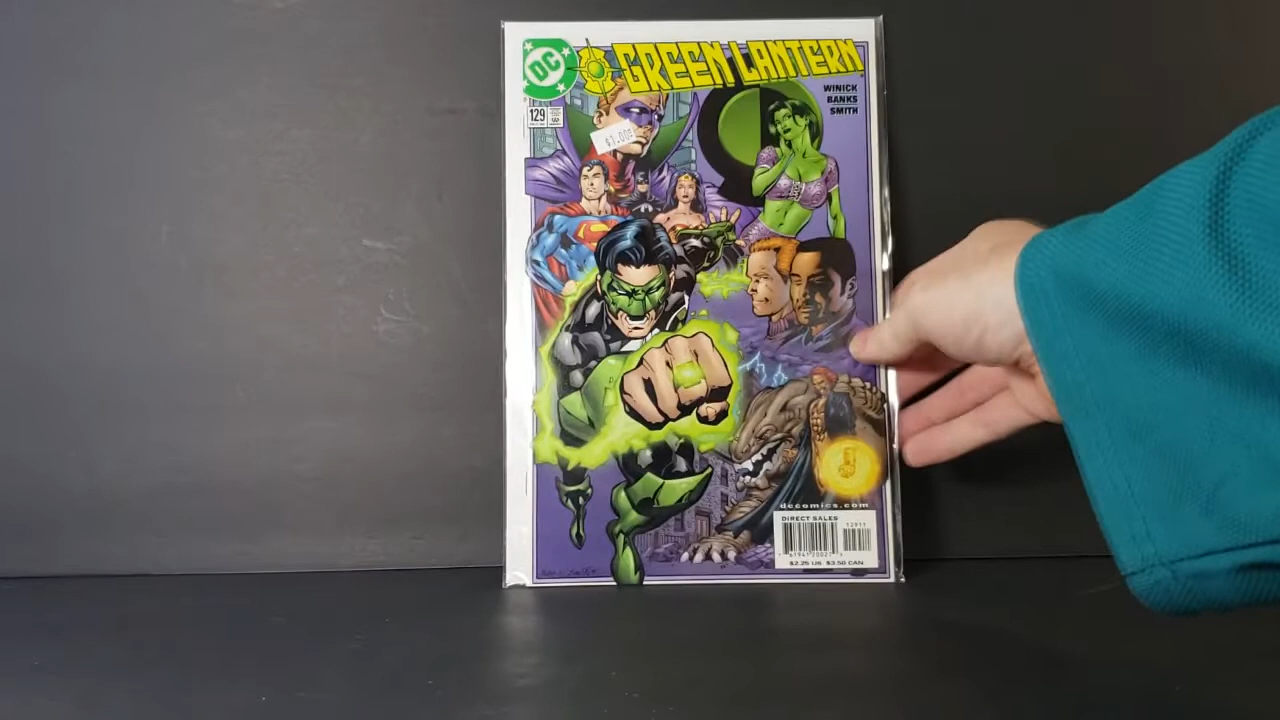 DC
GREEN LANTERN
WINICK
BANKS
SMITH
129
$1.00
dccomics.com
DIRECT SALES
12911
$2.25 US $3.50 CAN